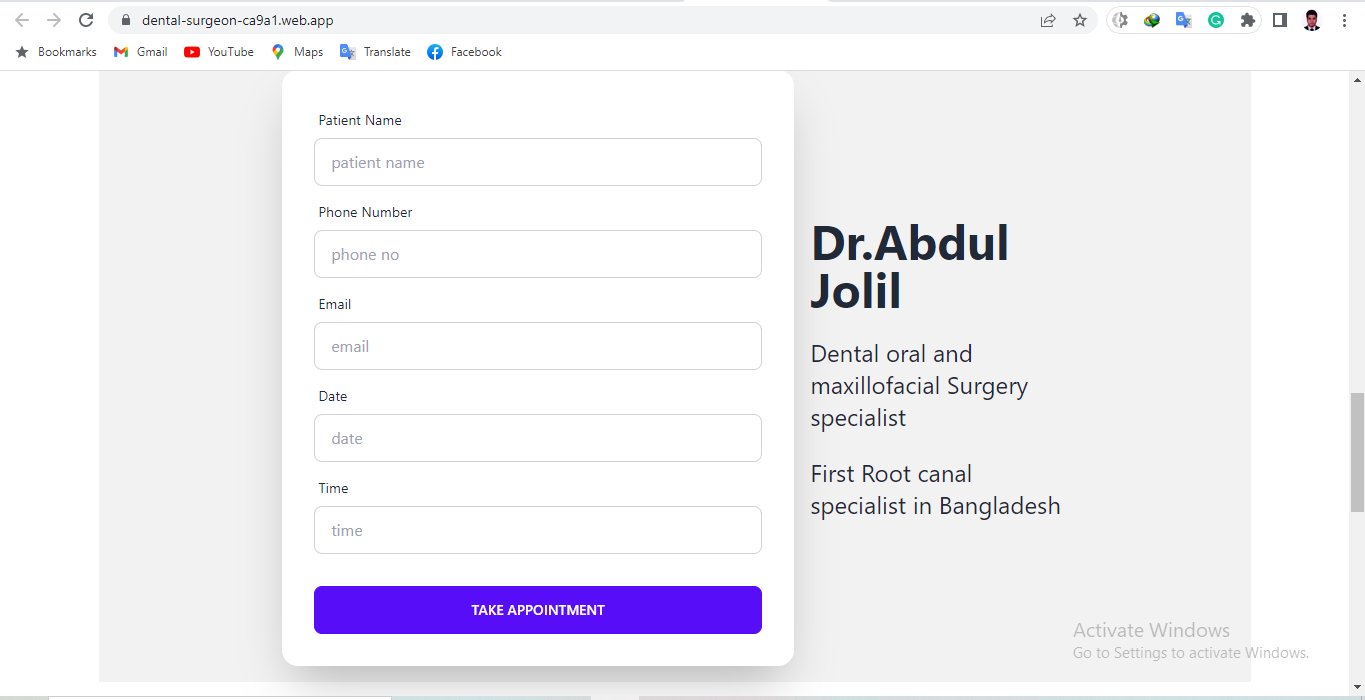 dental-surgeon-ca9a1.web.app
Bookmarks Gmail YouTube Maps Translate Facebook
Patient Name
patient name
Phone Number
phone no
Email
email
Date
date
Time
time
TAKE APPOINTMENT
Dr.Abdul
Jolil
Dental oral and
maxillofacial Surgery
specialist
First Root canal
specialist in Bangladesh
Activate Windows
Go to Settings to activate Windows.